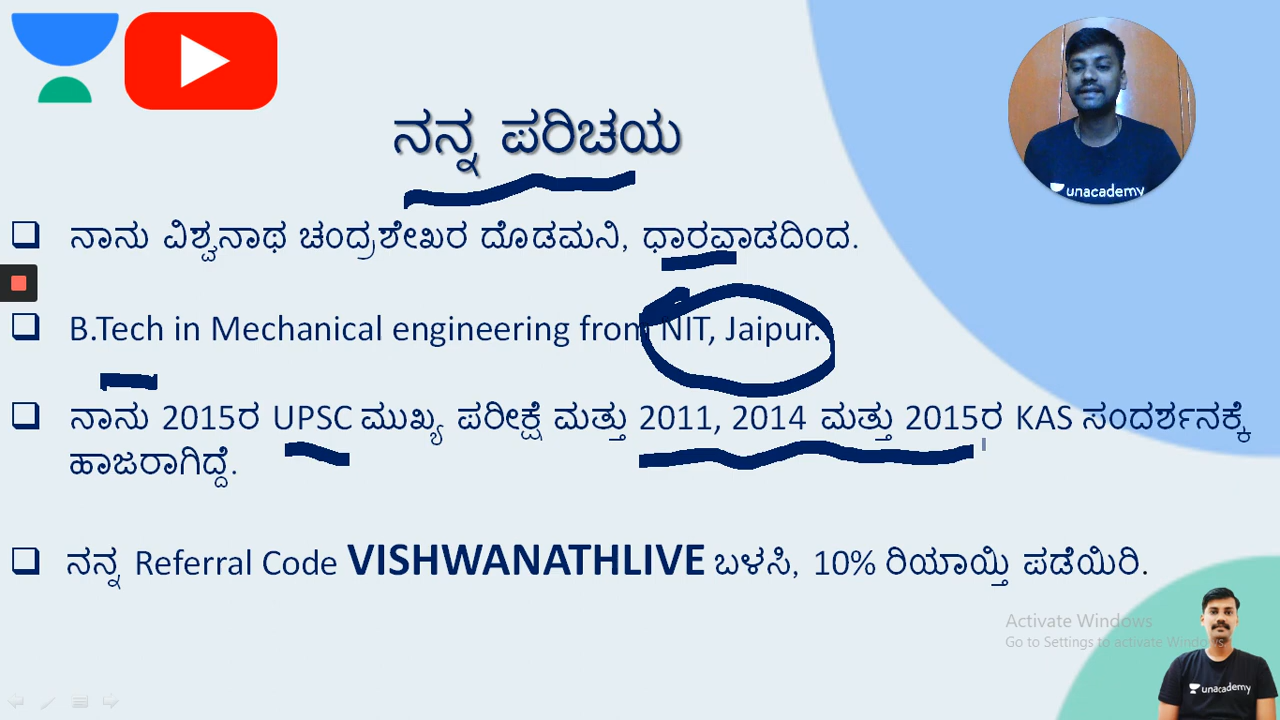 ನನ್ನ ಪರಿಚಯ
unacademy
ನಾನು ವಿಶ್ವನಾಥ ಚಂದ್ರಶೇಖರ ದೊಡಮನಿ, ಧಾರವಾಡದಿಂದ.
B.Tech in Mechanical engineering from NIT, Jaipur.
ನಾನು 2015ರ UPSC ಮುಖ್ಯ ಪರೀಕ್ಷೆ ಮತ್ತು 2011, 2014 ಮತ್ತು 2015ರ KAS ಸಂದರ್ಶನಕ್ಕೆ
ಹಾಜರಾಗಿದ್ದೆ.
ನನ್ನ Referral Code VISHWANATHLIVE ಬಳಸಿ, 10% ರಿಯಾಯ್ತಿ ಪಡೆಯಿರಿ.
Activate Windows
Go to Settings to activate Windows
unacademy